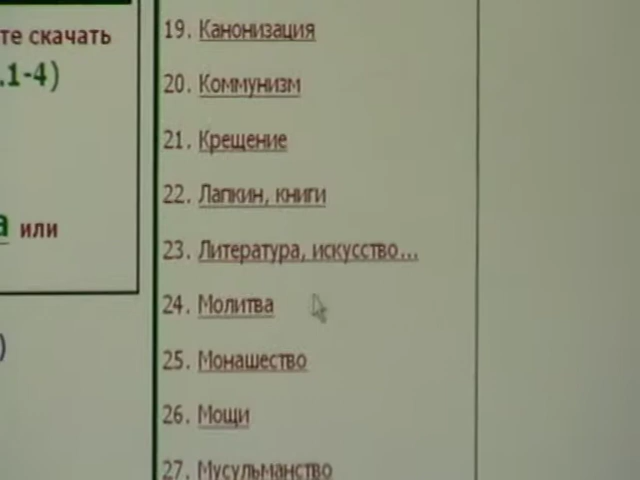 те скачать
.1-4)
а или
)
19. Канонизация
20. Коммунизм
21. Крещение
22. Лапкин, книги
23. Литература, искусство...
24. Молитва
25. Монашество
26. Мощи
27. Мусульманство